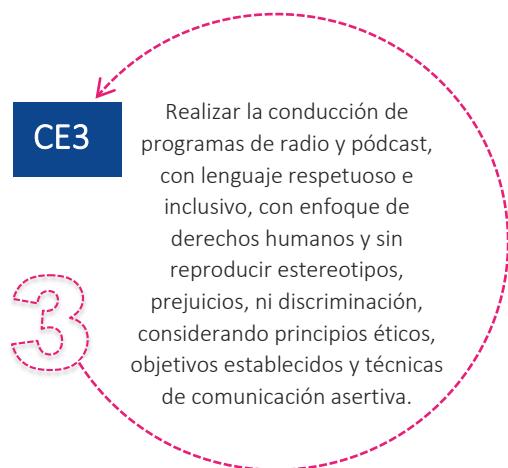 CE3
Realizar la conducción de
programas de radio y pódcast,
con lenguaje respetuoso e
inclusivo, con enfoque de
derechos humanos y sin
reproducir estereotipos,
prejuicios, ni discriminación,
considerando principios éticos,
objetivos establecidos y técnicas
de comunicación asertiva.
3